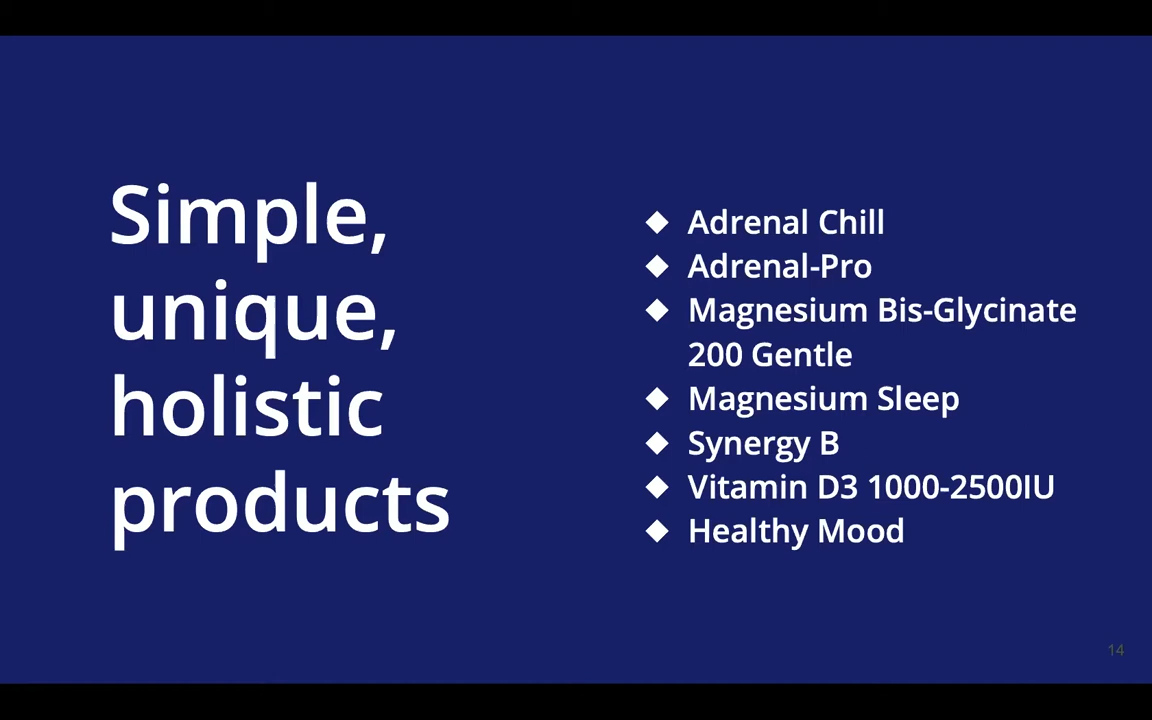 Simple,
unique,
holistic
products
◆ Adrenal Chill
◆ Adrenal-Pro
◆ Magnesium Bis-Glycinate
200 Gentle
◆ Magnesium Sleep
◆ Synergy B
◆ Vitamin D3 1000-2500IU
◆ Healthy Mood
14